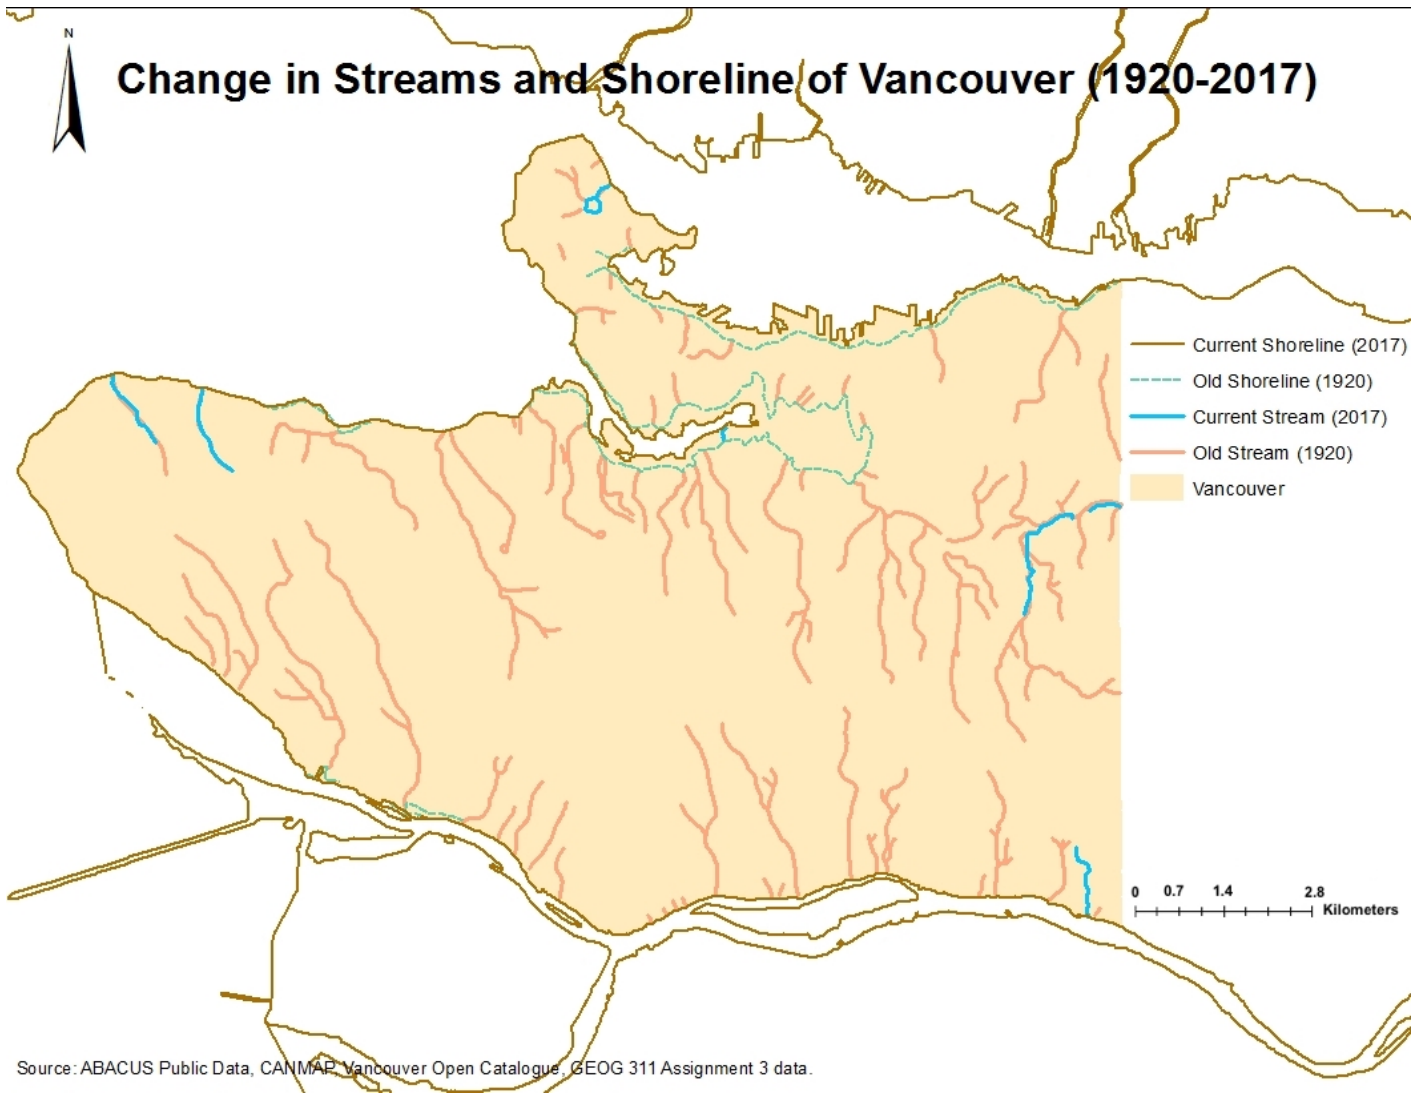 N
Change in Streams and Shoreline of Vancouver (1920-2017)
Current Shoreline (2017)
Old Shoreline (1920)
Current Stream (2017)
Old Stream (1920)
Vancouver
0 0.7 1.4 2.8
Kilometers
Source: ABACUS Public Data, CANMAP, Vancouver Open Catalogue, GEOG 311 Assignment 3 data.